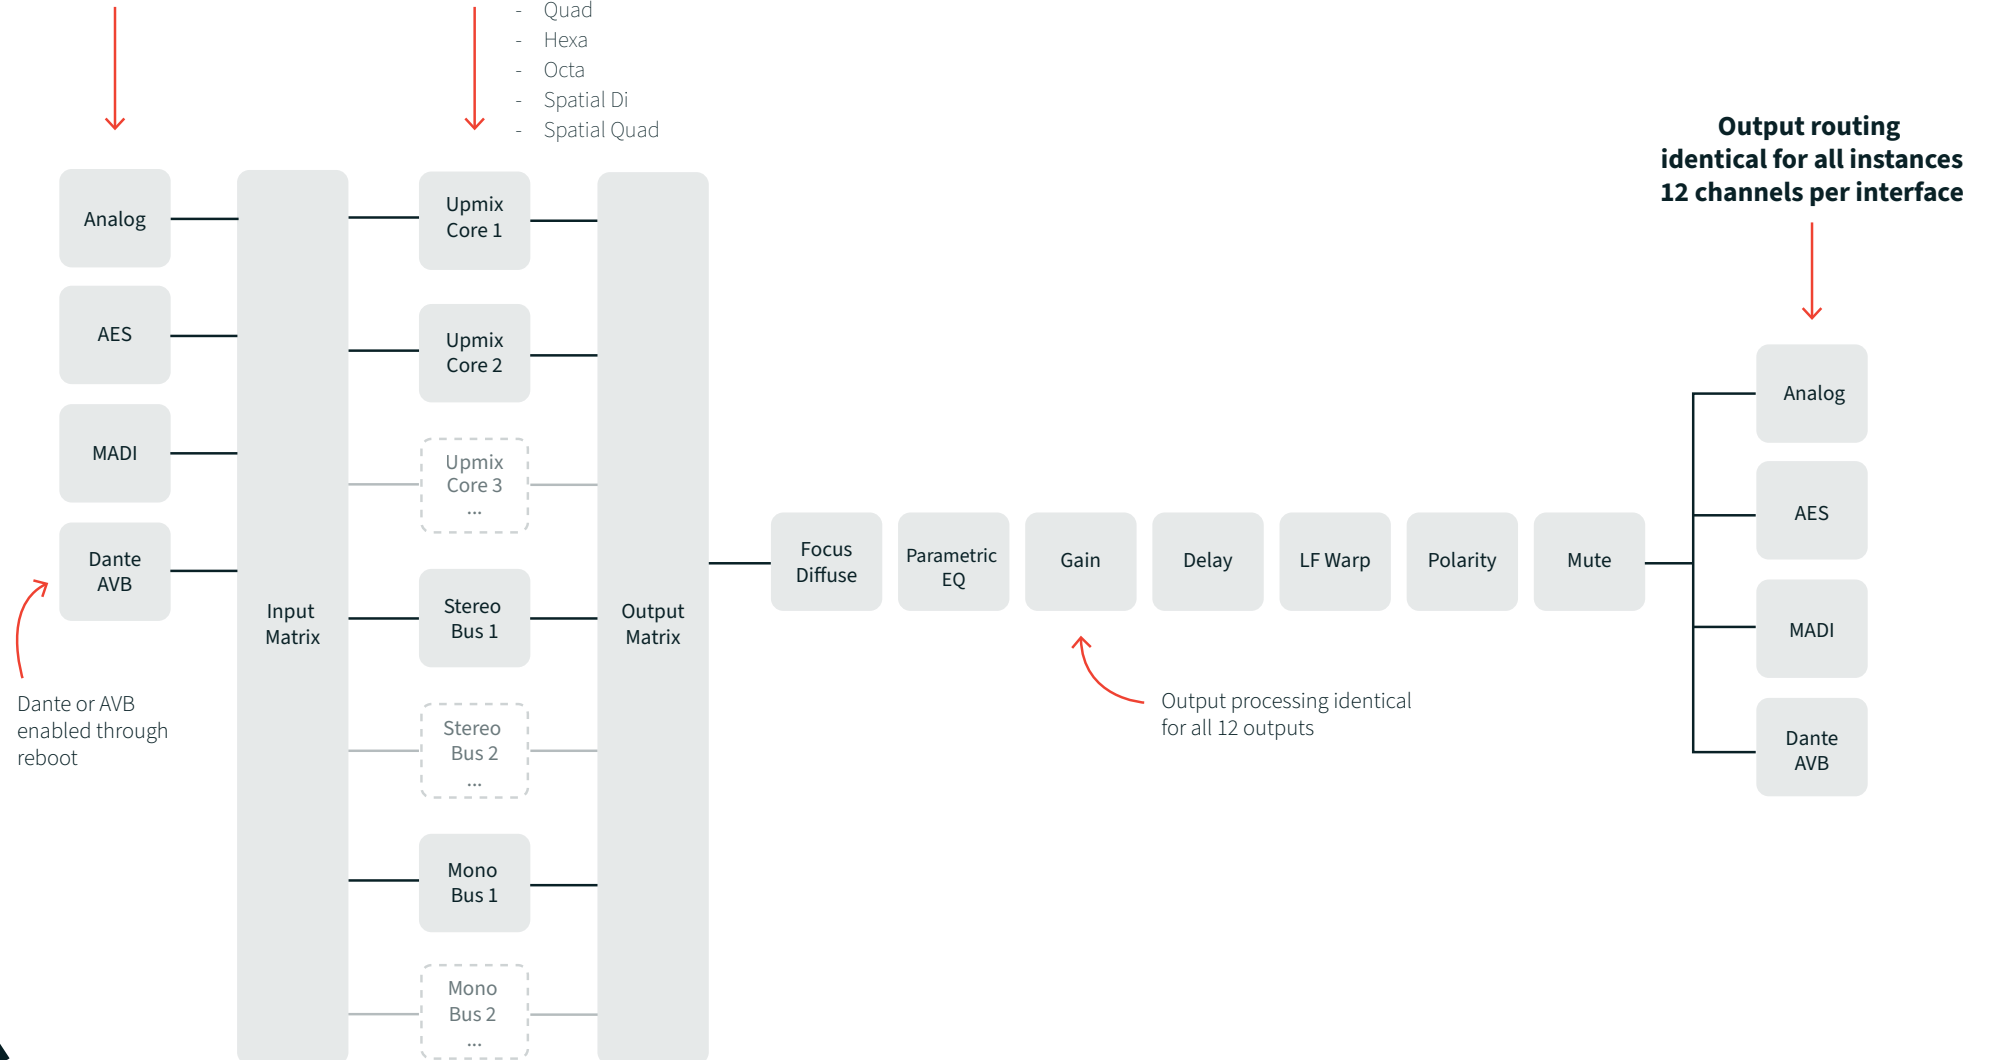 - Quad
- Hexa
- Octa
- Spatial Di
- Spatial Quad
Output routing
identical for all instances
12 channels per interface
Analog
AES
MADI
Dante
AVB
Dante or AVB
enabled through
reboot
Input
Matrix
Upmix
Core 1
Upmix
Core 2
Upmix
Core 3
...
Stereo
Bus 1
Stereo
Bus 2
...
Mono
Bus 1
Mono
Bus 2
...
Output
Matrix
Focus
Diffuse
Parametric
EQ
Gain
Delay
LF Warp
Polarity
Mute
Output processing identical
for all 12 outputs
Analog
AES
MADI
Dante
AVB